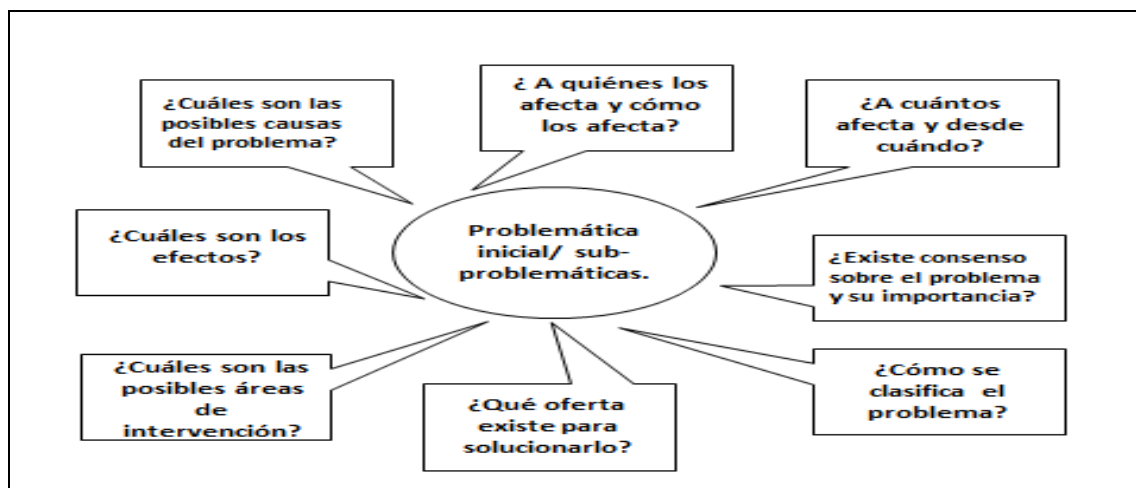 ¿Cuáles son las
posibles causas
del problema?
¿ A quiénes los
afecta y cómo
los afecta?
¿A cuántos
afecta y desde
cuándo?
¿Cuáles son los
efectos?
Problemática
inicial/ sub-
problemáticas.
¿Existe consenso
sobre el problema
y su importancia?
¿Cuáles son las
posibles áreas
de
intervención?
¿Qué oferta
existe para
solucionarlo?
¿Cómo se
clasifica el
problema?